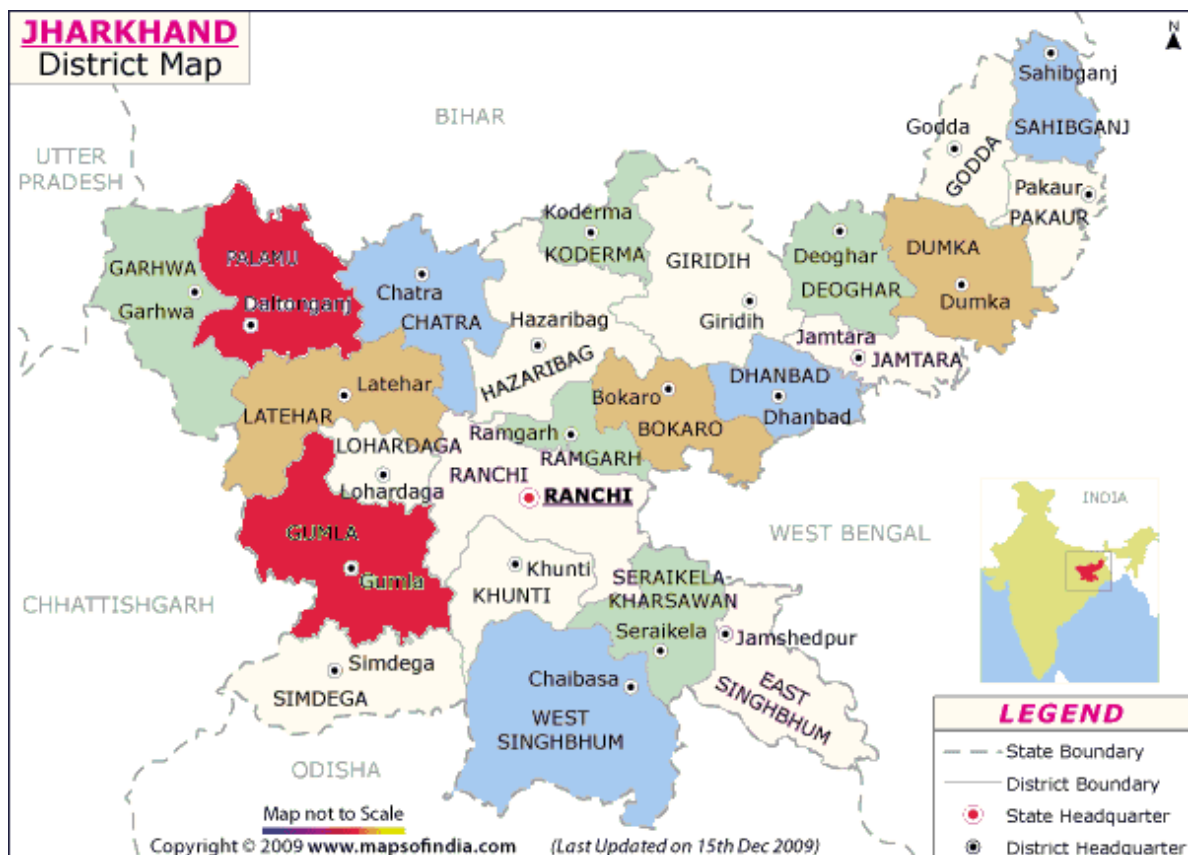 JHARKHAND
District Map
N
BIHAR
UTTER
PRADESH
Sahibganj
SAHIBGANJ
Godda
GODDA
Pakaur
PAKAUR
Koderma
KODERMA
GIRIDIH
Giridih
Deoghar
DEOGHAR
DUMKA
Dumka
GARHWA
Garhwa
PALAMU
Daltonganj
Chatra
CHATRA
Hazaribag
HAZARIBAG
Jamtara
JAMTARA
DHANBAD
Dhanbad
Latehar
LATEHAR
Bokaro
BOKARO
LOHARDAGA
Lohardaga
Ramgarh
RAMGARH
RANCHI
RANCHI
GUMLA
Gumla
Khunti
KHUNTI
WEST BENGAL
INDIA
CHHATTISHGARH
SERAIKELA-
KHARSAWAN
Seraikela
Jamshedpur
EAST
SINGHBHUM
Simdega
SIMDEGA
Chaibasa
WEST
SINGHBHUM
ODISHA
LEGEND
State Boundary
District Boundary
State Headquarter
District Headquarter
Map not to Scale
Copyright © 2009 www.mapsofindia.com (Last Updated on 15th Dec 2009)